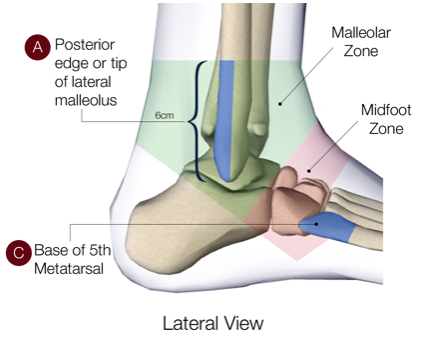 A Posterior
edge or tip
of lateral
malleolus
6cm
Malleolar
Zone
Midfoot
Zone
C Base of 5th
Metatarsal
Lateral View